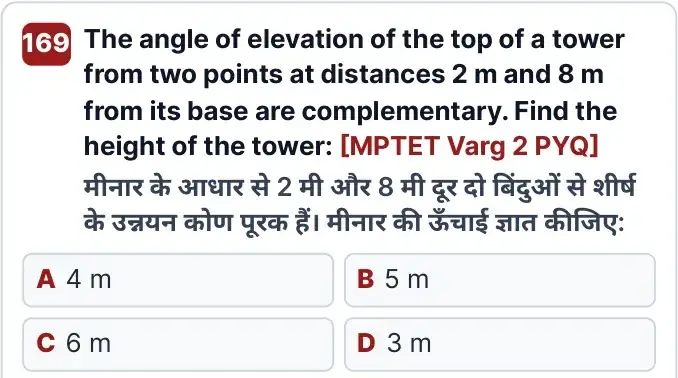 169 The angle of elevation of the top of a tower
from two points at distances 2 m and 8 m
from its base are complementary. Find the
height of the tower: [MPTET Varg 2 PYQ]
मीनार के आधार से 2 मी और 8 मी दूर दो बिंदुओं से शीर्ष
के उन्नयन कोण पूरक हैं। मीनार की ऊँचाई ज्ञात कीजिए:
A 4 m
B 5 m
C 6 m
D 3 m